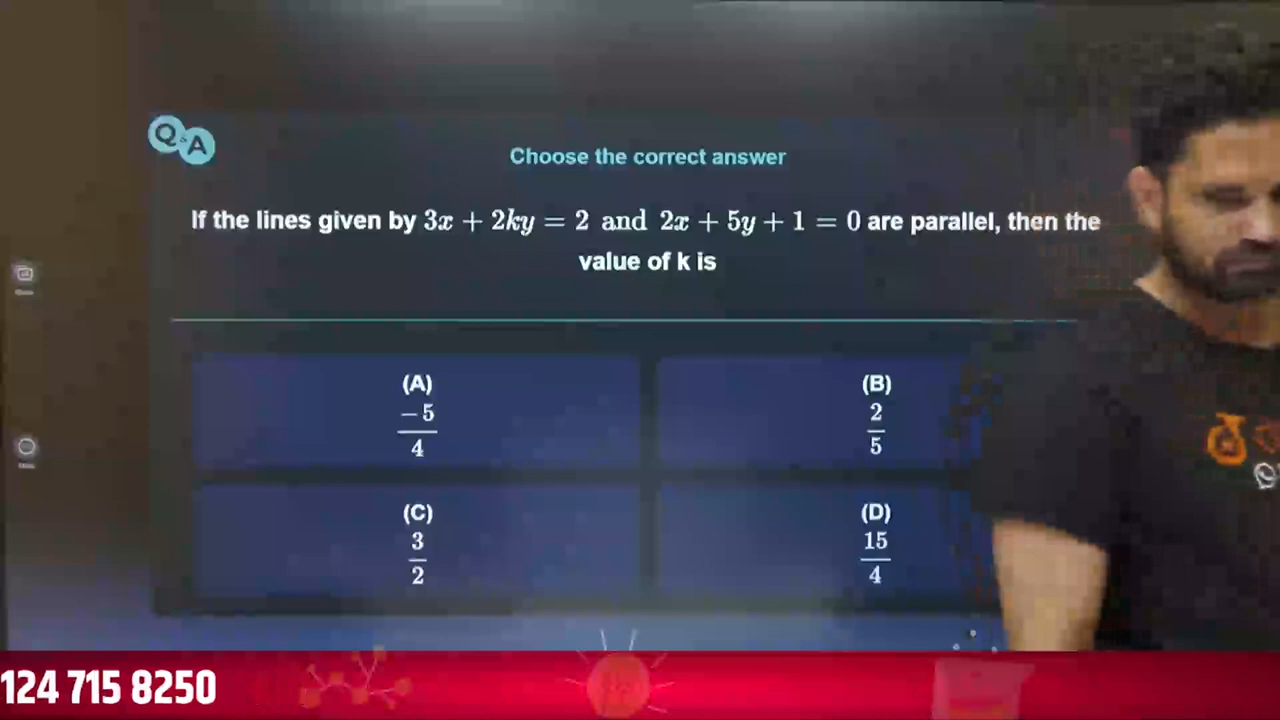 Q & A
Choose the correct answer
If the lines given by 3x + 2ky = 2 and 2x + 5y + 1 = 0 are parallel, then the
value of k is
(A)
-5/4
(B)
2/5
(C)
3/2
(D)
15/4
124 715 8250